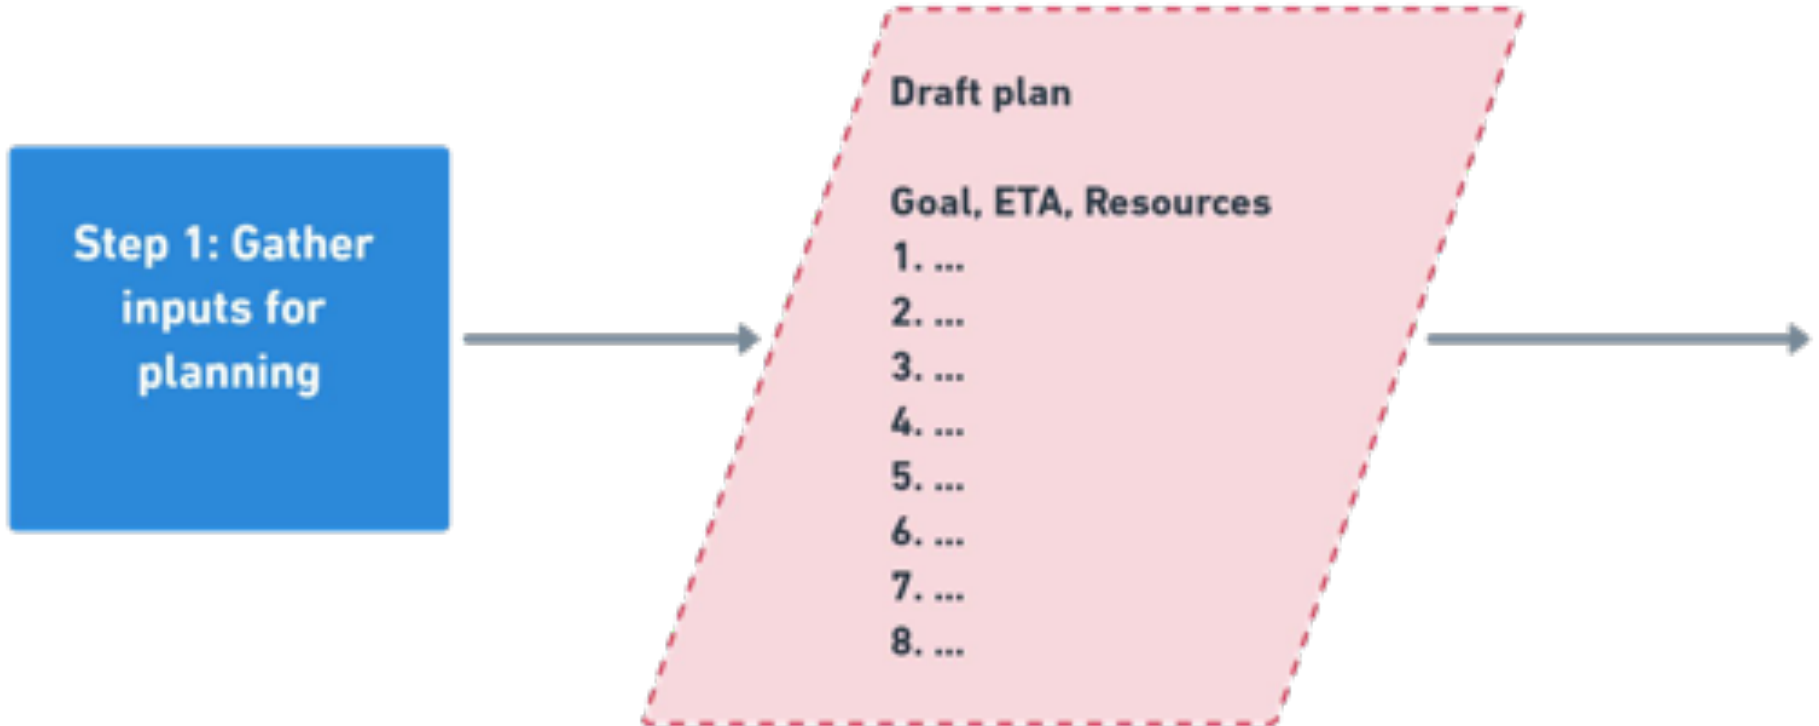 Step 1: Gather
inputs for
planning
Draft plan
Goal, ETA, Resources
1. ...
2. ...
3. ...
4. ...
5. ...
6. ...
7. ...
8. ...